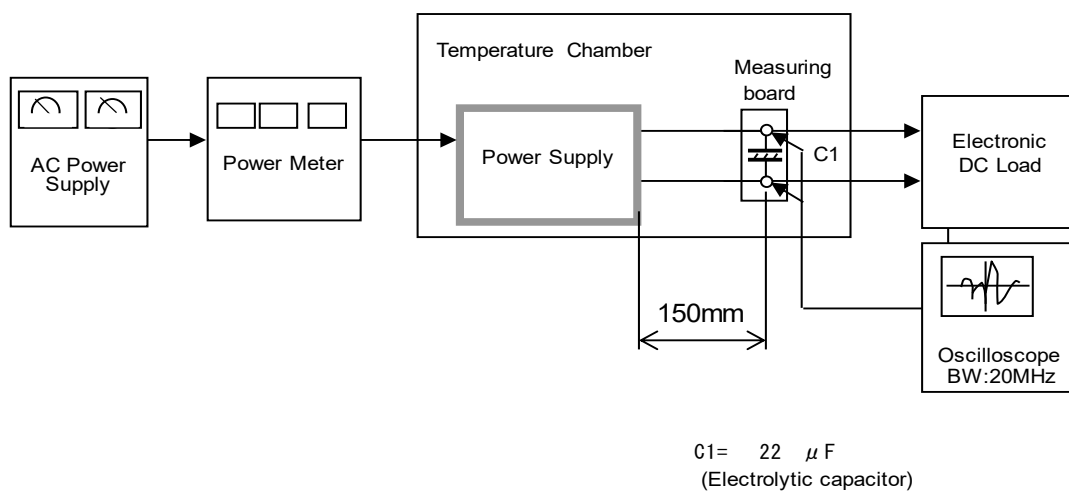 Temperature Chamber
Measuring
board
AC Power
Supply
Power Meter
Power Supply
C1
Electronic
DC Load
150mm
Oscilloscope
BW:20MHz
C1= 22 μF
(Electrolytic capacitor)